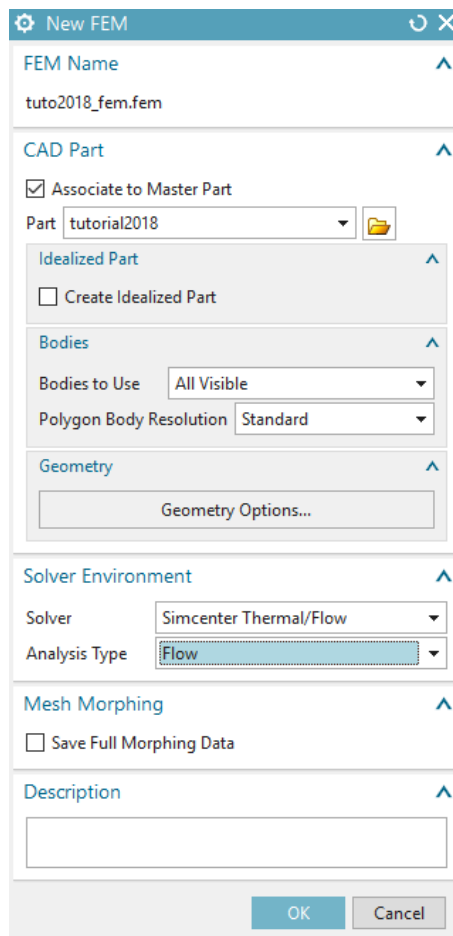 New FEM
FEM Name
tuto2018_fem.fem
CAD Part
Associate to Master Part
Part tutorial2018
Idealized Part
Create Idealized Part
Bodies
Bodies to Use All Visible
Polygon Body Resolution Standard
Geometry
Geometry Options...
Solver Environment
Solver Simcenter Thermal/Flow
Analysis Type Flow
Mesh Morphing
Save Full Morphing Data
Description
OK Cancel